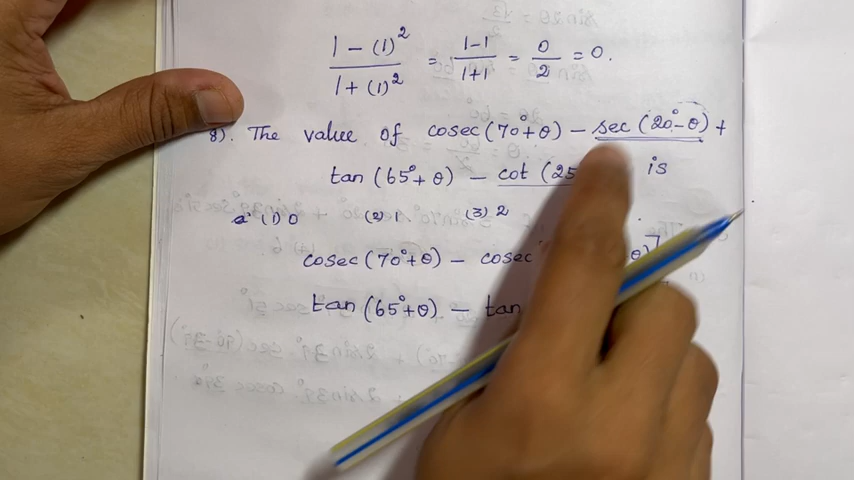 1 - (1)² / 1 + (1)² = 1-1 / 1+1 = 0/2 = 0.
8). The value of cosec (70°+θ) - sec (20°-θ) +
tan (65°+θ) - cot (25 is
(1) 0 (2) 1 (3) 2
cosec (70°+θ) - cosec θ)
tan (65°+θ) - tan